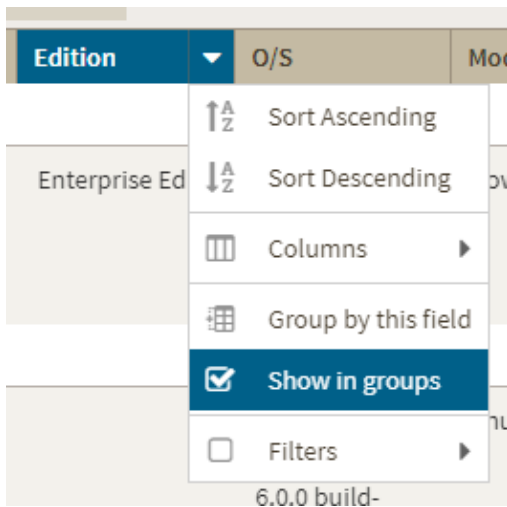 Edition O/S
Sort Ascending
Sort Descending
Enterprise Ed
Columns
Group by this field
Show in groups
Filters
6.0.0 build-